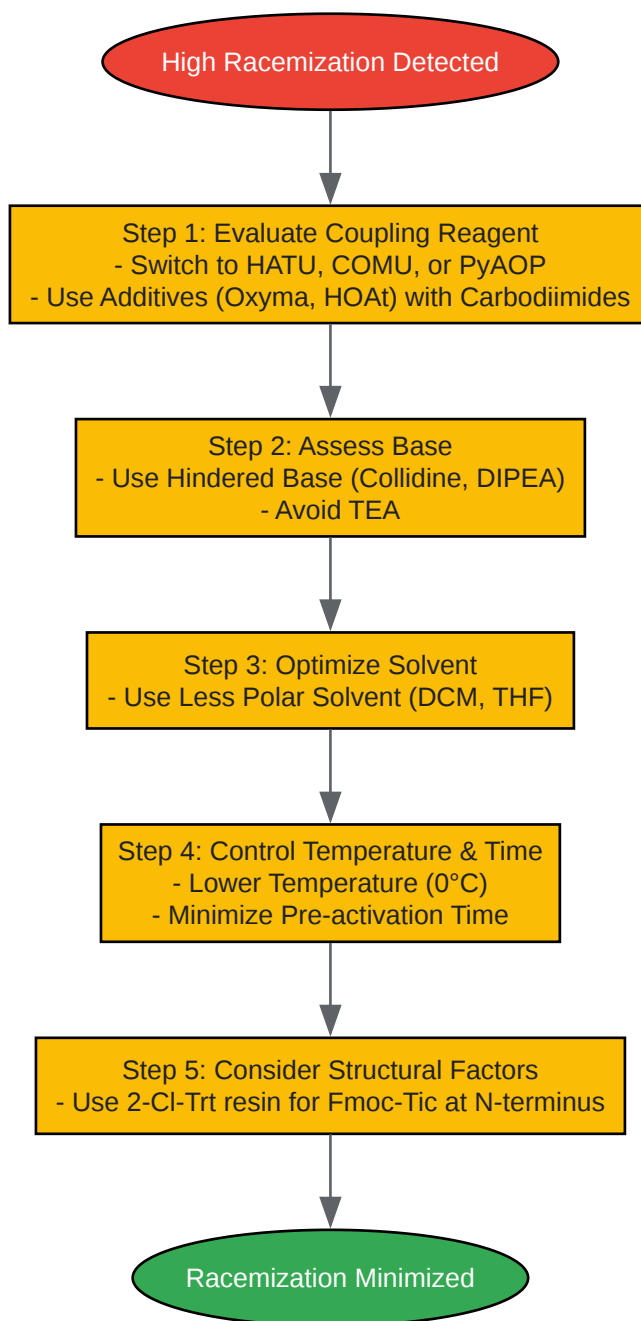 High Racemization Detected
Step 1: Evaluate Coupling Reagent
- Switch to HATU, COMU, or PyAOP
- Use Additives (Oxyma, HOAt) with Carbodiimides
Step 2: Assess Base
- Use Hindered Base (Collidine, DIPEA)
- Avoid TEA
Step 3: Optimize Solvent
- Use Less Polar Solvent (DCM, THF)
Step 4: Control Temperature & Time
- Lower Temperature (0°C)
- Minimize Pre-activation Time
Step 5: Consider Structural Factors
- Use 2-Cl-Trt resin for Fmoc-Tic at N-terminus
Racemization Minimized